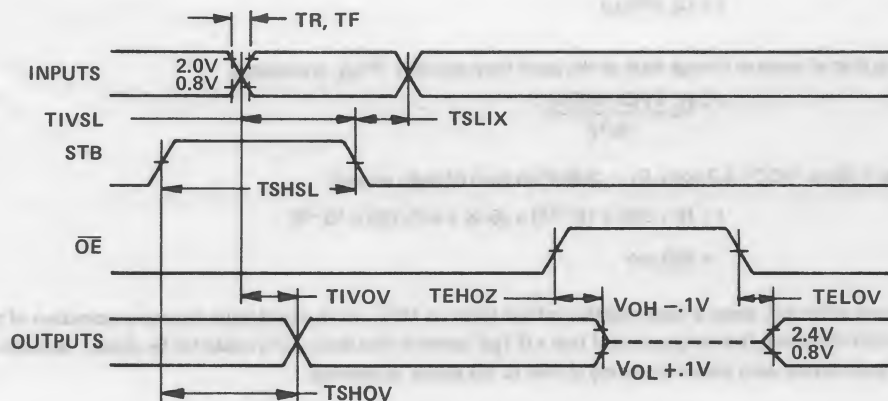 TR, TF
INPUTS
2.0V
0.8V
TIVSL
TSLIX
STB
TSHSL
OE
TIVOV
TEHOZ
VOH –.1V
TELOV
OUTPUTS
2.4V
0.8V
VOL +.1V
TSHOV